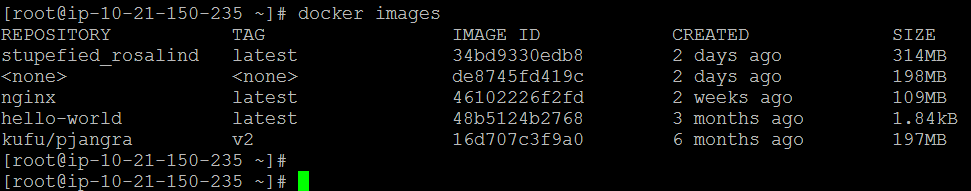 [root@ip-10-21-150-235 ~]# docker images
REPOSITORY TAG IMAGE ID CREATED SIZE
stupefied_rosalind latest 34bd9330edb8 2 days ago 314MB
<none> <none> de8745fd419c 2 days ago 198MB
nginx latest 46102226f2fd 2 weeks ago 109MB
hello-world latest 48b5124b2768 3 months ago 1.84kB
kufu/pjangra v2 16d707c3f9a0 6 months ago 197MB
[root@ip-10-21-150-235 ~]#
[root@ip-10-21-150-235 ~]#